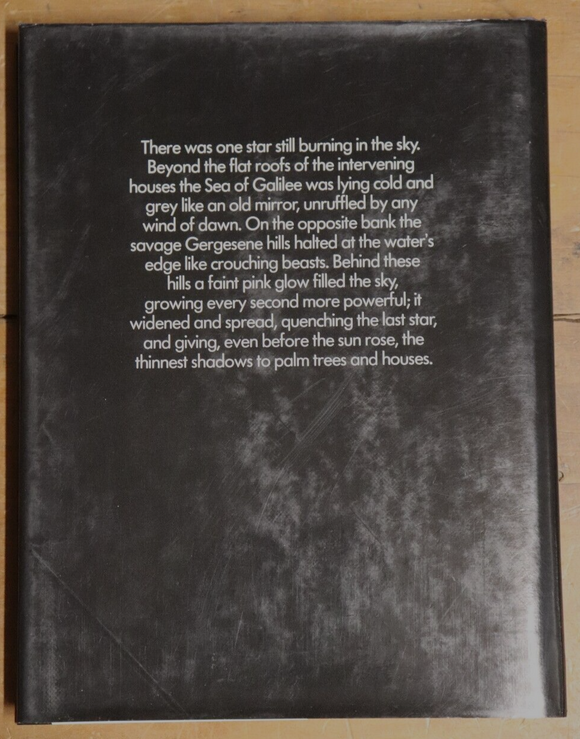 There was one star still burning in the sky.
Beyond the flat roofs of the intervening
houses the Sea of Galilee was lying cold and
grey like an old mirror, unruffled by any
wind of dawn. On the opposite bank the
savage Gergesene hills halted at the water's
edge like crouching beasts. Behind these
hills a faint pink glow filled the sky,
growing every second more powerful; it
widened and spread, quenching the last star,
and giving, even before the sun rose, the
thinnest shadows to palm trees and houses.